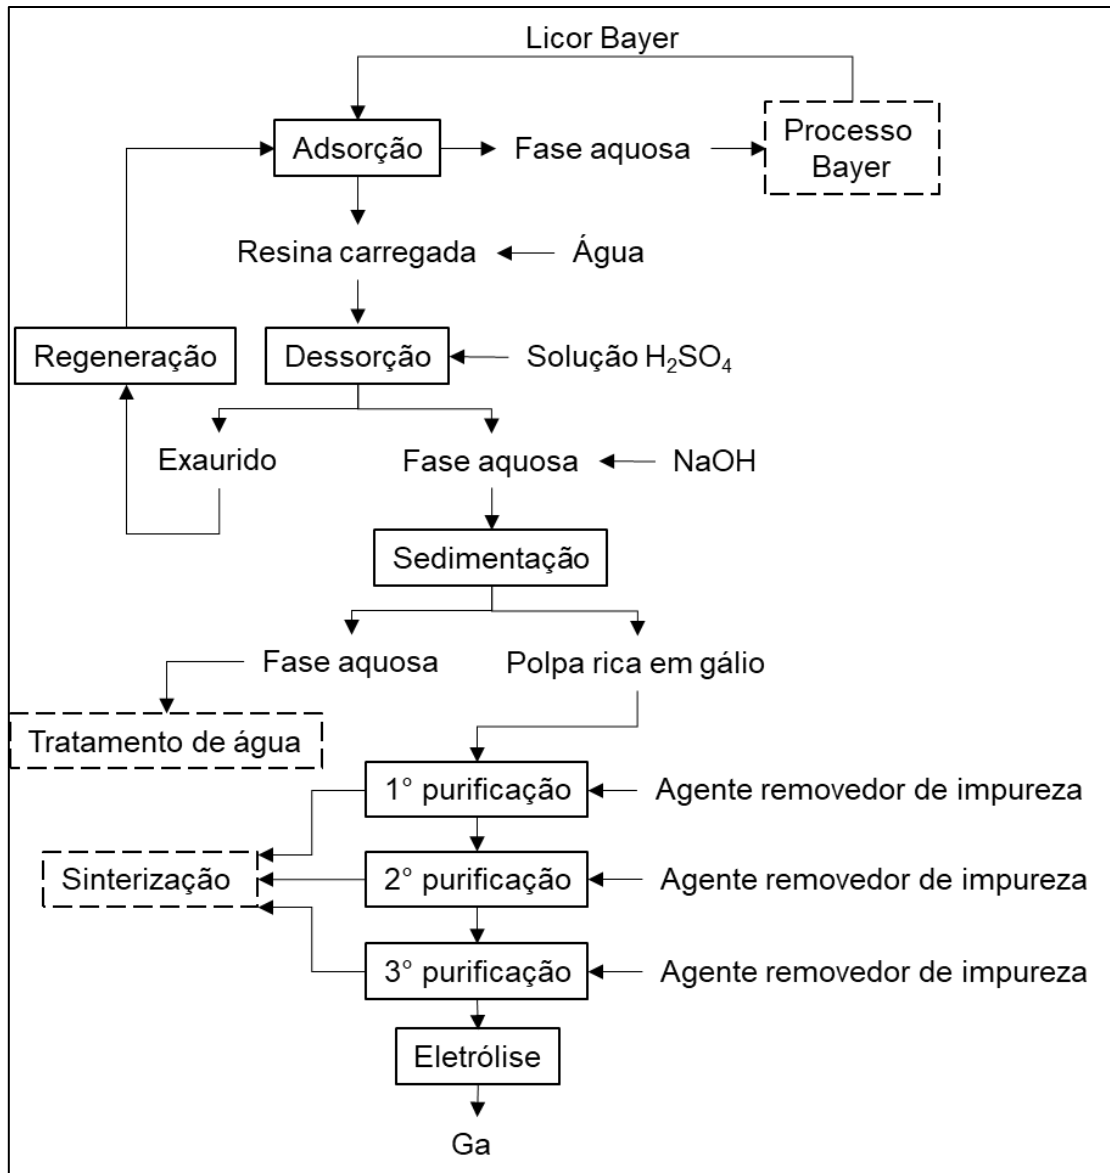 Licor Bayer
Adsorção
Fase aquosa
Processo
Bayer
Resina carregada
Água
Regeneração
Dessorção
Solução H₂SO₄
Exaurido
Fase aquosa
NaOH
Sedimentação
Fase aquosa
Polpa rica em gálio
Tratamento de água
1° purificação
Agente removedor de impureza
Sinterização
2° purificação
Agente removedor de impureza
3° purificação
Agente removedor de impureza
Eletrólise
Ga